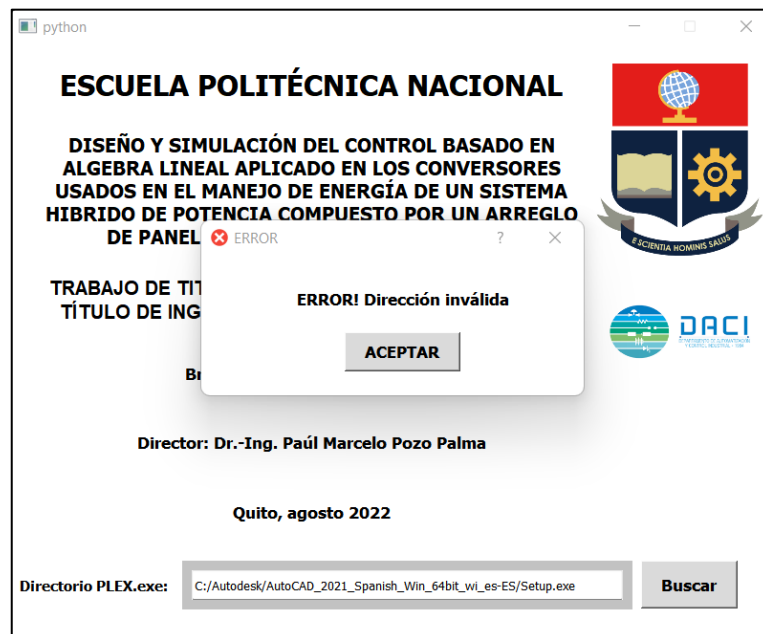 python
ESCUELA POLITÉCNICA NACIONAL
DISEÑO Y SIMULACIÓN DEL CONTROL BASADO EN
ALGEBRA LINEAL APLICADO EN LOS CONVERSORES
USADOS EN EL MANEJO DE ENERGÍA DE UN SISTEMA
HIBRIDO DE POTENCIA COMPUESTO POR UN ARREGLO
DE PANEL
E SCIENTIA HOMINIS SALUS
ERROR
?
ERROR! Dirección inválida
ACEPTAR
TRABAJO DE TIT
TÍTULO DE ING
DACI
Br
Director: Dr.-Ing. Paúl Marcelo Pozo Palma
Quito, agosto 2022
Directorio PLEX.exe:
C:/Autodesk/AutoCAD_2021_Spanish_Win_64bit_wi_es-ES/Setup.exe
Buscar